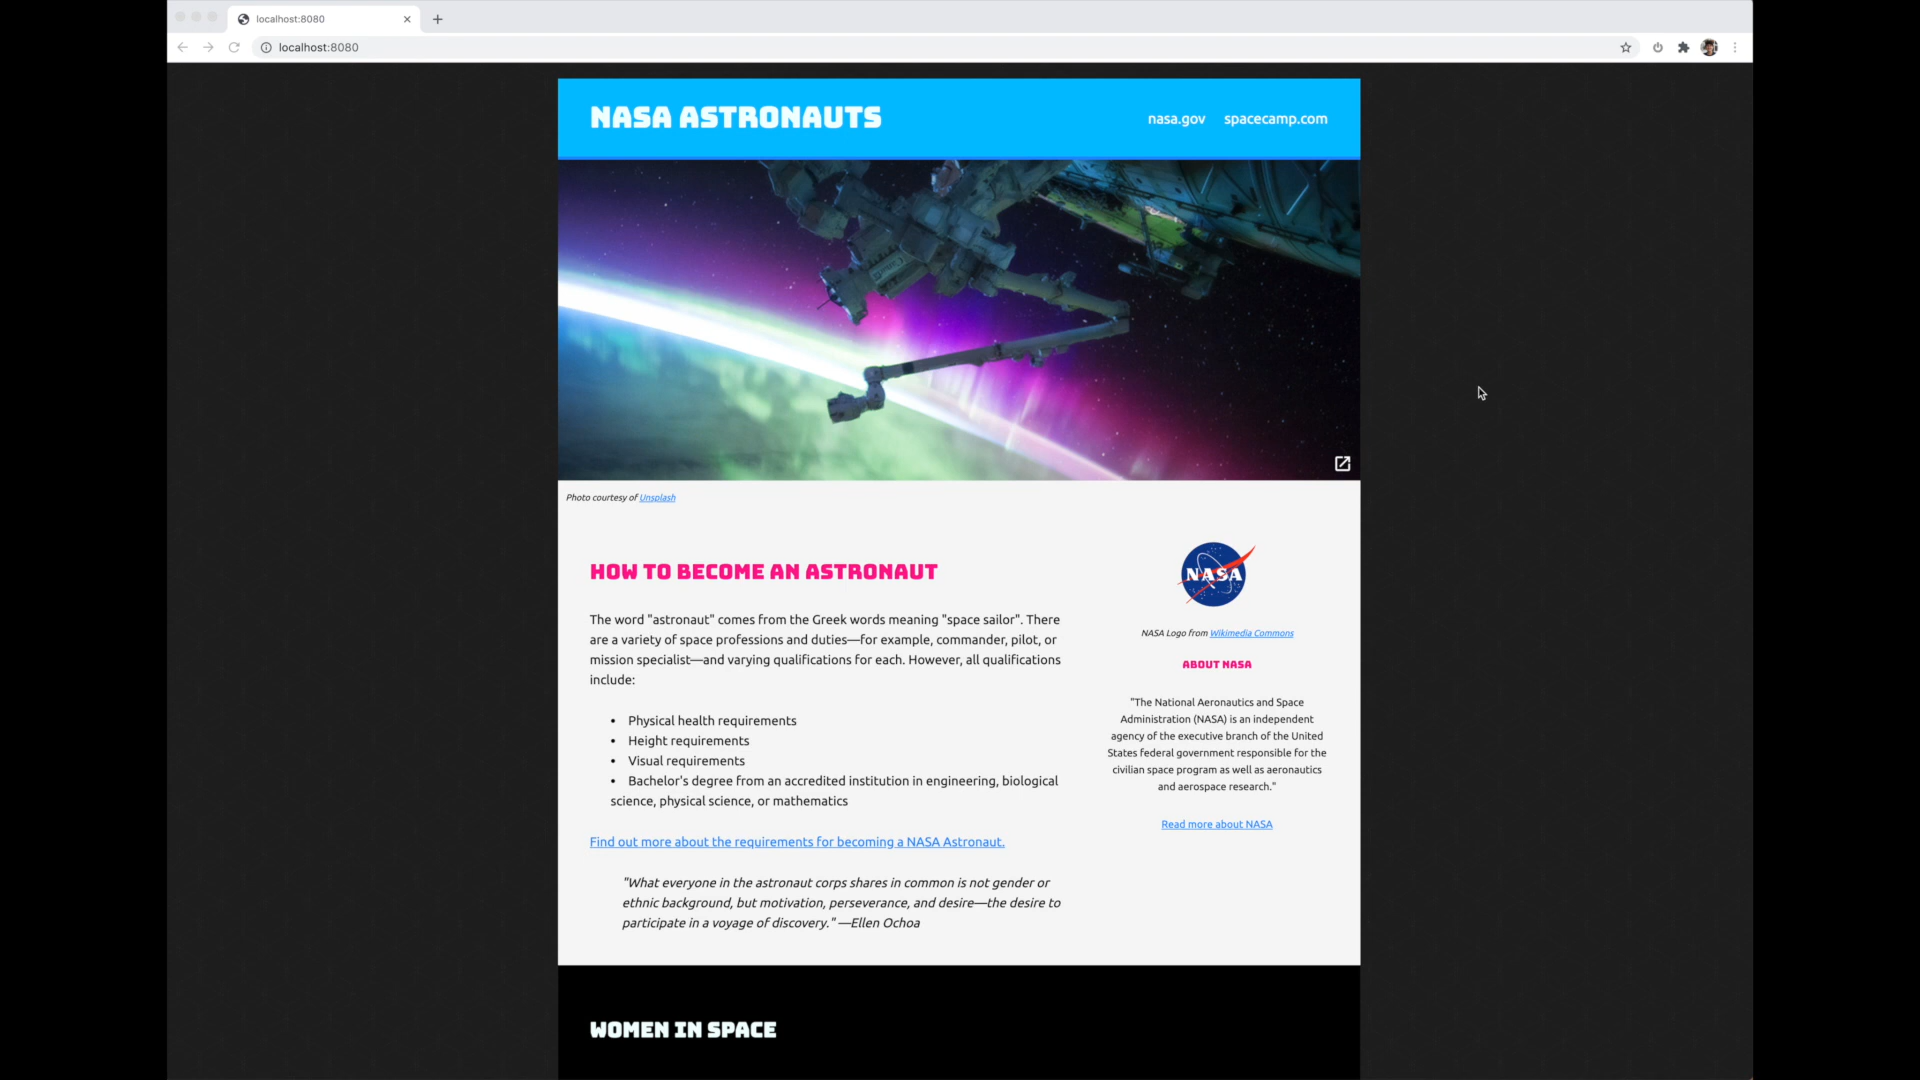 localhost:8080
localhost:8080
NASA ASTRONAUTS
nasa.gov spacecamp.com
Photo courtesy of Unsplash
HOW TO BECOME AN ASTRONAUT
The word "astronaut" comes from the Greek words meaning "space sailor". There
are a variety of space professions and duties—for example, commander, pilot, or
mission specialist—and varying qualifications for each. However, all qualifications
include:
• Physical health requirements
• Height requirements
• Visual requirements
• Bachelor's degree from an accredited institution in engineering, biological
science, physical science, or mathematics
Find out more about the requirements for becoming a NASA Astronaut.
"What everyone in the astronaut corps shares in common is not gender or
ethnic background, but motivation, perseverance, and desire—the desire to
participate in a voyage of discovery." —Ellen Ochoa
NASA
NASA Logo from Wikimedia Commons
ABOUT NASA
"The National Aeronautics and Space
Administration (NASA) is an independent
agency of the executive branch of the United
States federal government responsible for the
civilian space program as well as aeronautics
and aerospace research."
Read more about NASA
WOMEN IN SPACE